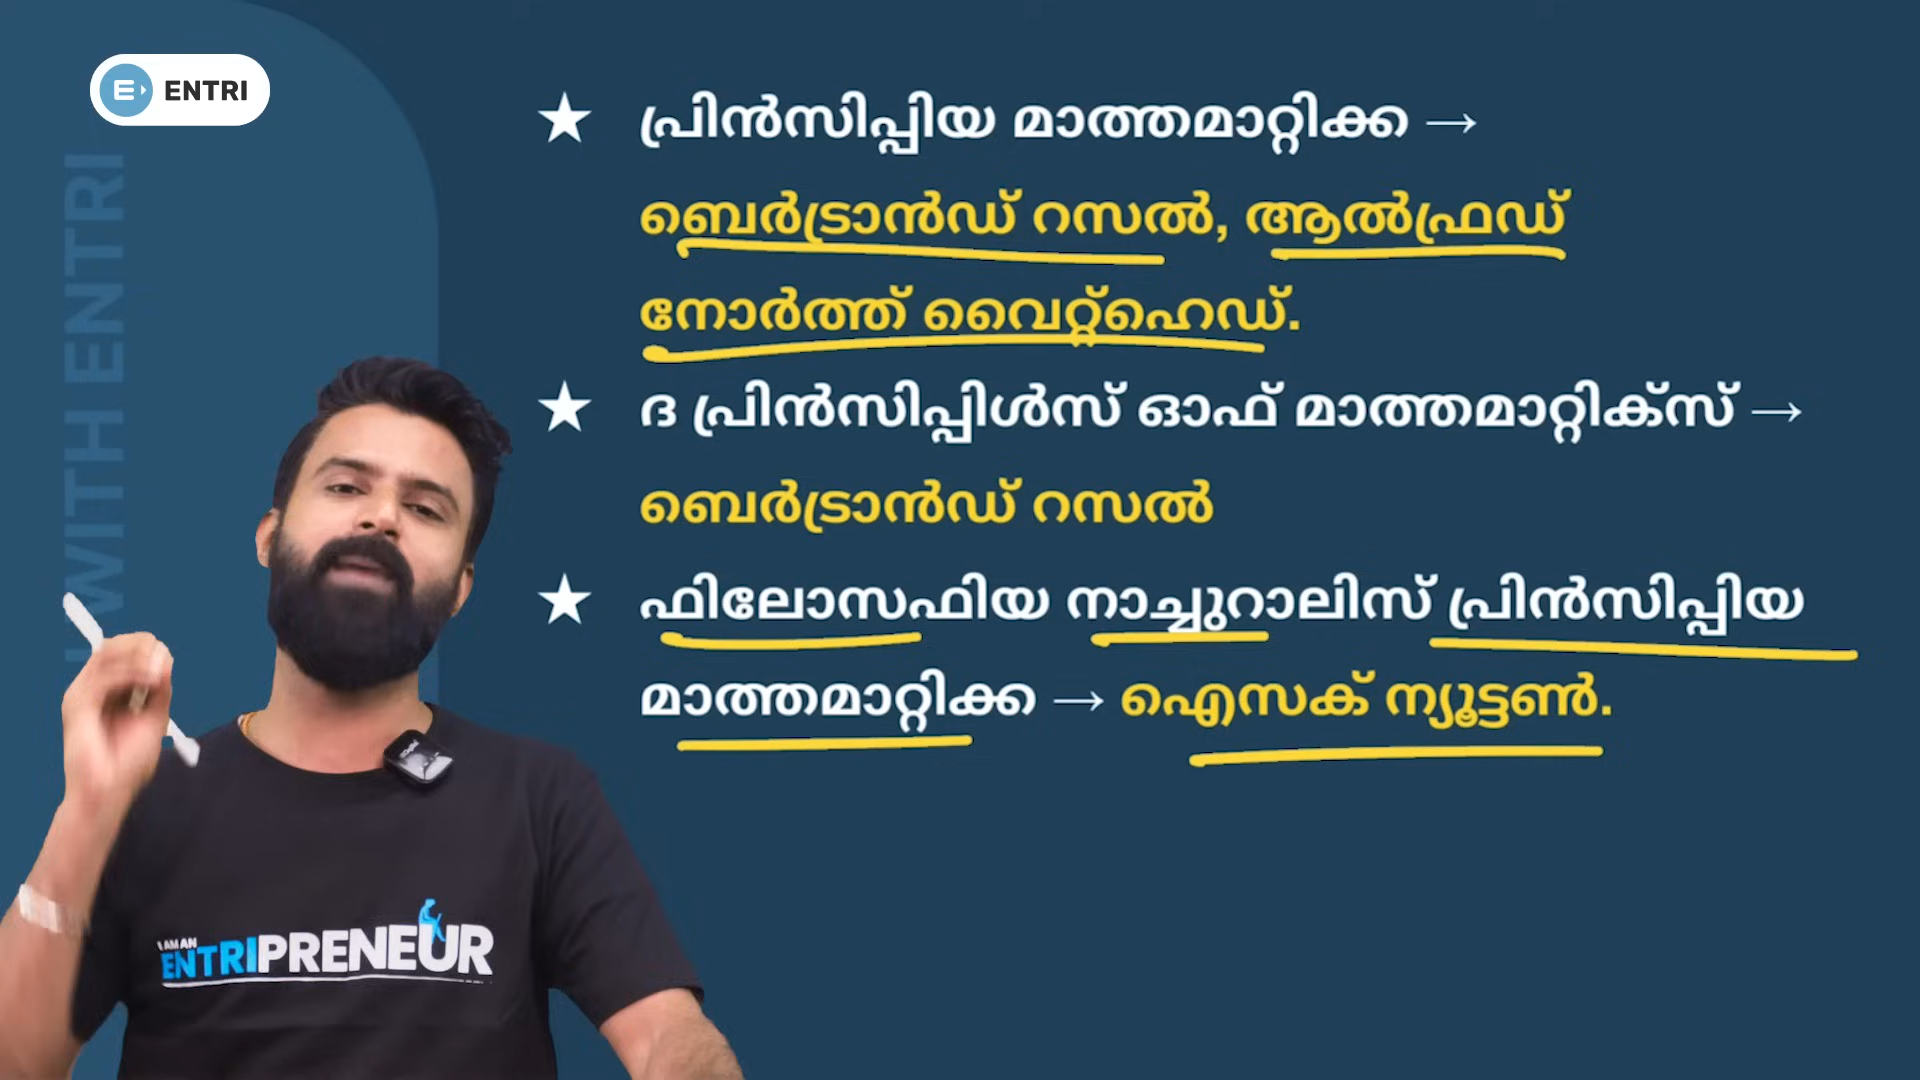 ENTRI
WITH ENTRI
★ പ്രിൻസിപ്പിയ മാത്തമാറ്റിക്ക →
ബെർട്രാൻഡ് റസൽ, ആൽഫ്രഡ്
നോർത്ത് വൈറ്റ്ഹെഡ്.
★ ദ പ്രിൻസിപ്പിൾസ് ഓഫ് മാത്തമാറ്റിക്സ് →
ബെർട്രാൻഡ് റസൽ
★ ഫിലോസഫിയ നാച്ചുറാലിസ് പ്രിൻസിപ്പിയ
മാത്തമാറ്റിക്ക → ഐസക് ന്യൂട്ടൺ.
I AM AN
ENTRIPRENEUR